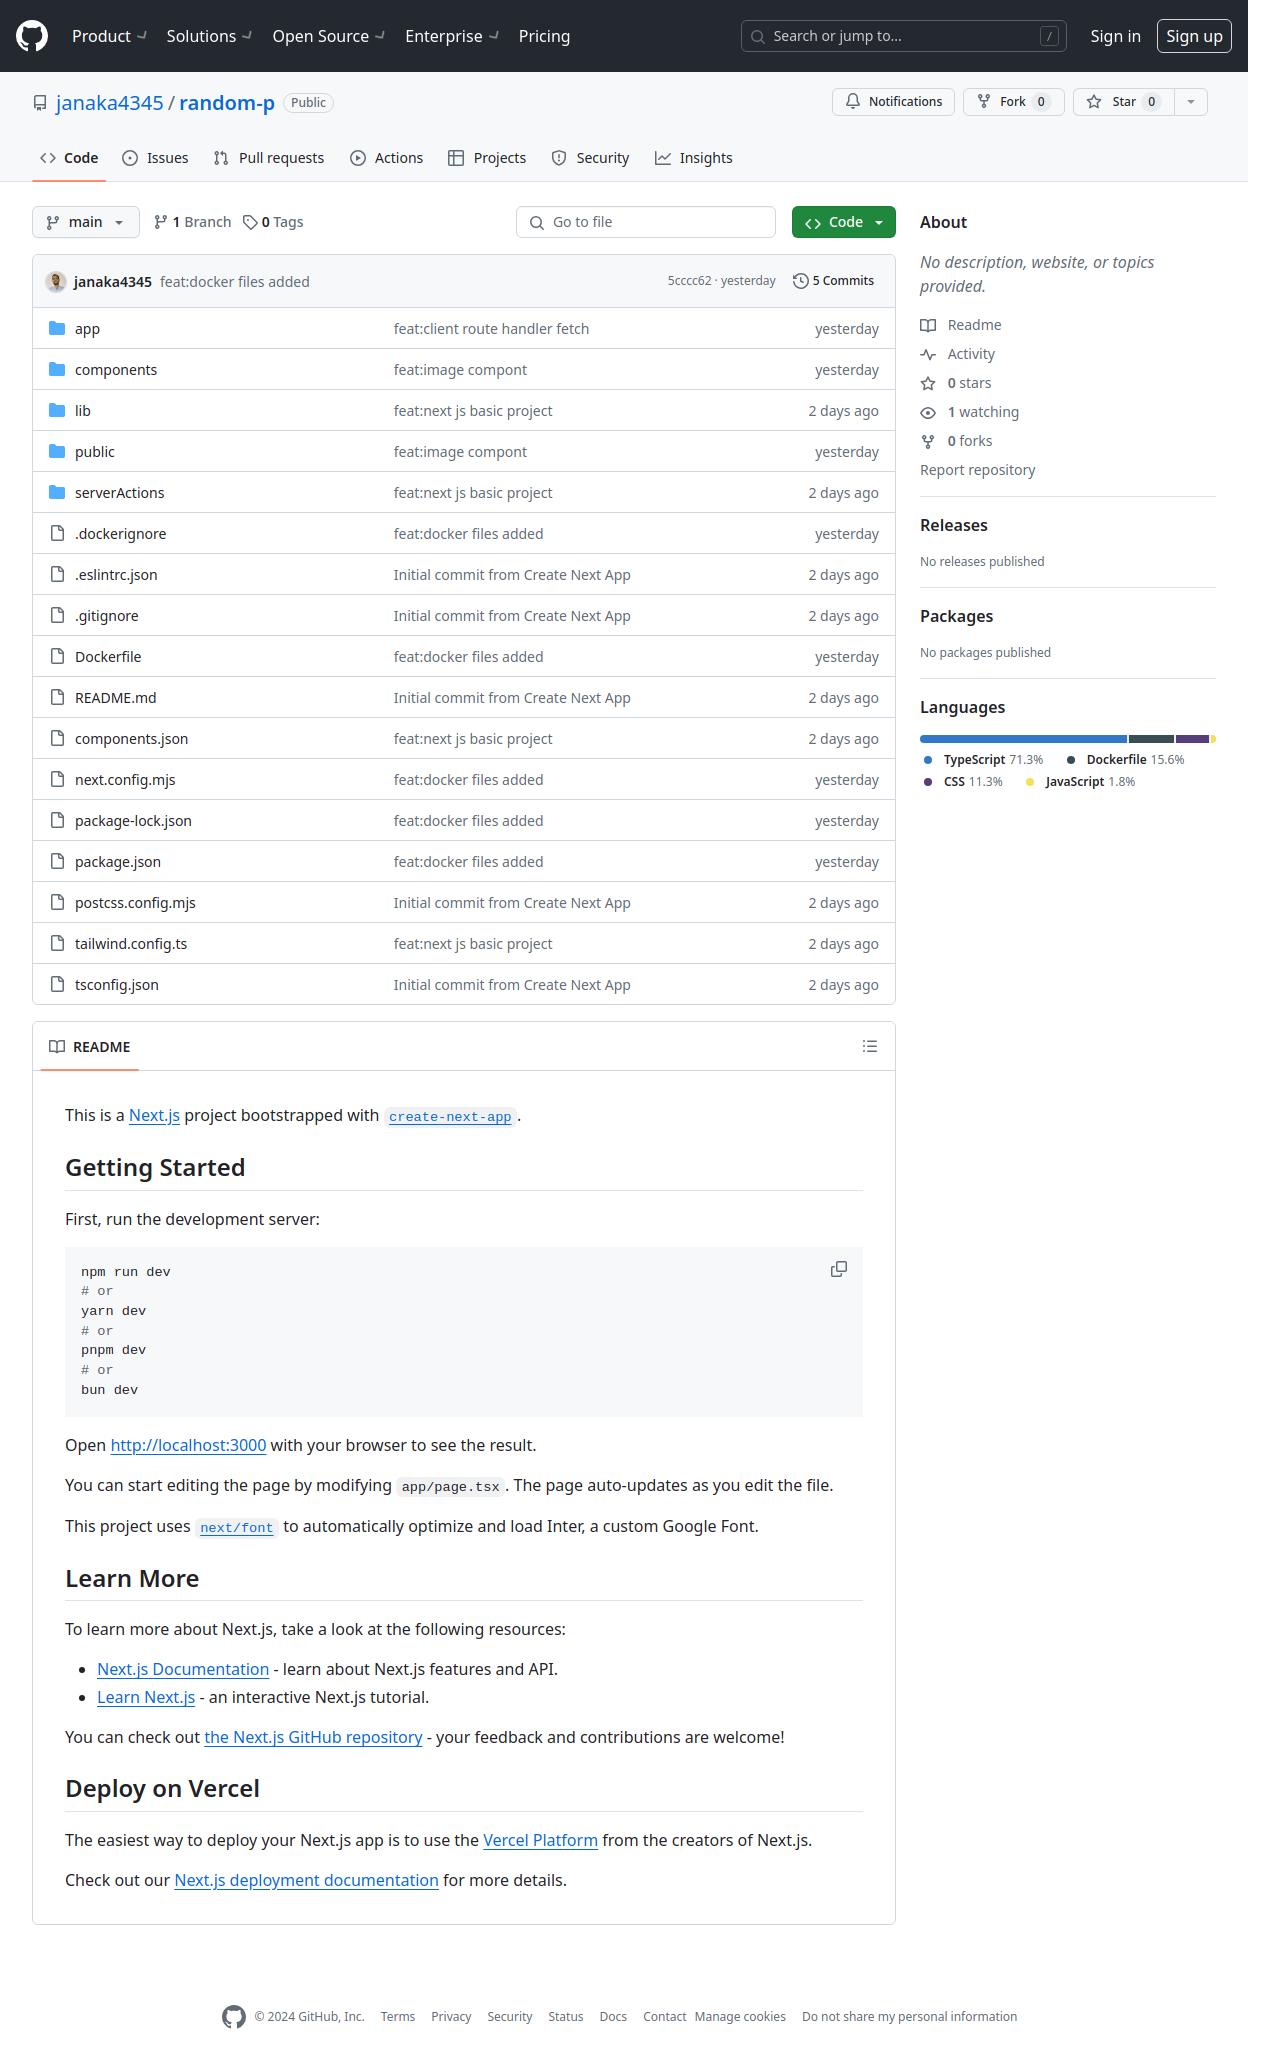 Product Solutions Open Source Enterprise Pricing Search or jump to... / Sign in Sign up
janaka4345 / random-p Public Notifications Fork 0 Star 0
Code Issues Pull requests Actions Projects Security Insights
main 1 Branch 0 Tags Go to file Code
janaka4345 feat:docker files added 5cccc62 · yesterday 5 Commits
app feat:client route handler fetch yesterday
components feat:image compont yesterday
lib feat:next js basic project 2 days ago
public feat:image compont yesterday
serverActions feat:next js basic project 2 days ago
.dockerignore feat:docker files added yesterday
.eslintrc.json Initial commit from Create Next App 2 days ago
.gitignore Initial commit from Create Next App 2 days ago
Dockerfile feat:docker files added yesterday
README.md Initial commit from Create Next App 2 days ago
components.json feat:next js basic project 2 days ago
next.config.mjs feat:docker files added yesterday
package-lock.json feat:docker files added yesterday
package.json feat:docker files added yesterday
postcss.config.mjs Initial commit from Create Next App 2 days ago
tailwind.config.ts feat:next js basic project 2 days ago
tsconfig.json Initial commit from Create Next App 2 days ago
README
This is a Next.js project bootstrapped with create-next-app.
Getting Started
First, run the development server:
npm run dev
# or
yarn dev
# or
pnpm dev
# or
bun dev
Open http://localhost:3000 with your browser to see the result.
You can start editing the page by modifying app/page.tsx. The page auto-updates as you edit the file.
This project uses next/font to automatically optimize and load Inter, a custom Google Font.
Learn More
To learn more about Next.js, take a look at the following resources:
• Next.js Documentation - learn about Next.js features and API.
• Learn Next.js - an interactive Next.js tutorial.
You can check out the Next.js GitHub repository - your feedback and contributions are welcome!
Deploy on Vercel
The easiest way to deploy your Next.js app is to use the Vercel Platform from the creators of Next.js.
Check out our Next.js deployment documentation for more details.
About
No description, website, or topics
provided.
Readme
Activity
0 stars
1 watching
0 forks
Report repository
Releases
No releases published
Packages
No packages published
Languages
TypeScript 71.3% Dockerfile 15.6%
CSS 11.3% JavaScript 1.8%
© 2024 GitHub, Inc. Terms Privacy Security Status Docs Contact Manage cookies Do not share my personal information